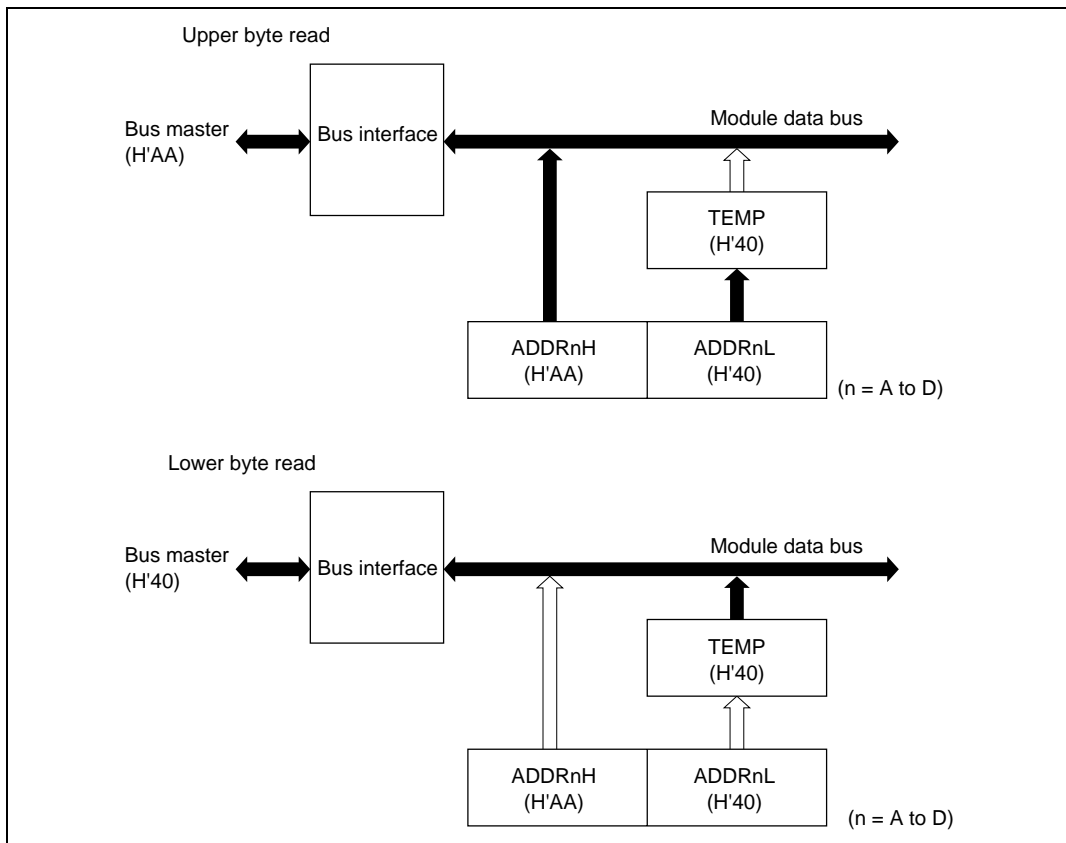 Upper byte read
Bus master
(H'AA)
Bus interface
Module data bus
TEMP
(H'40)
ADDRnH
(H'AA)
ADDRnL
(H'40)
(n = A to D)
Lower byte read
Bus master
(H'40)
Bus interface
Module data bus
TEMP
(H'40)
ADDRnH
(H'AA)
ADDRnL
(H'40)
(n = A to D)